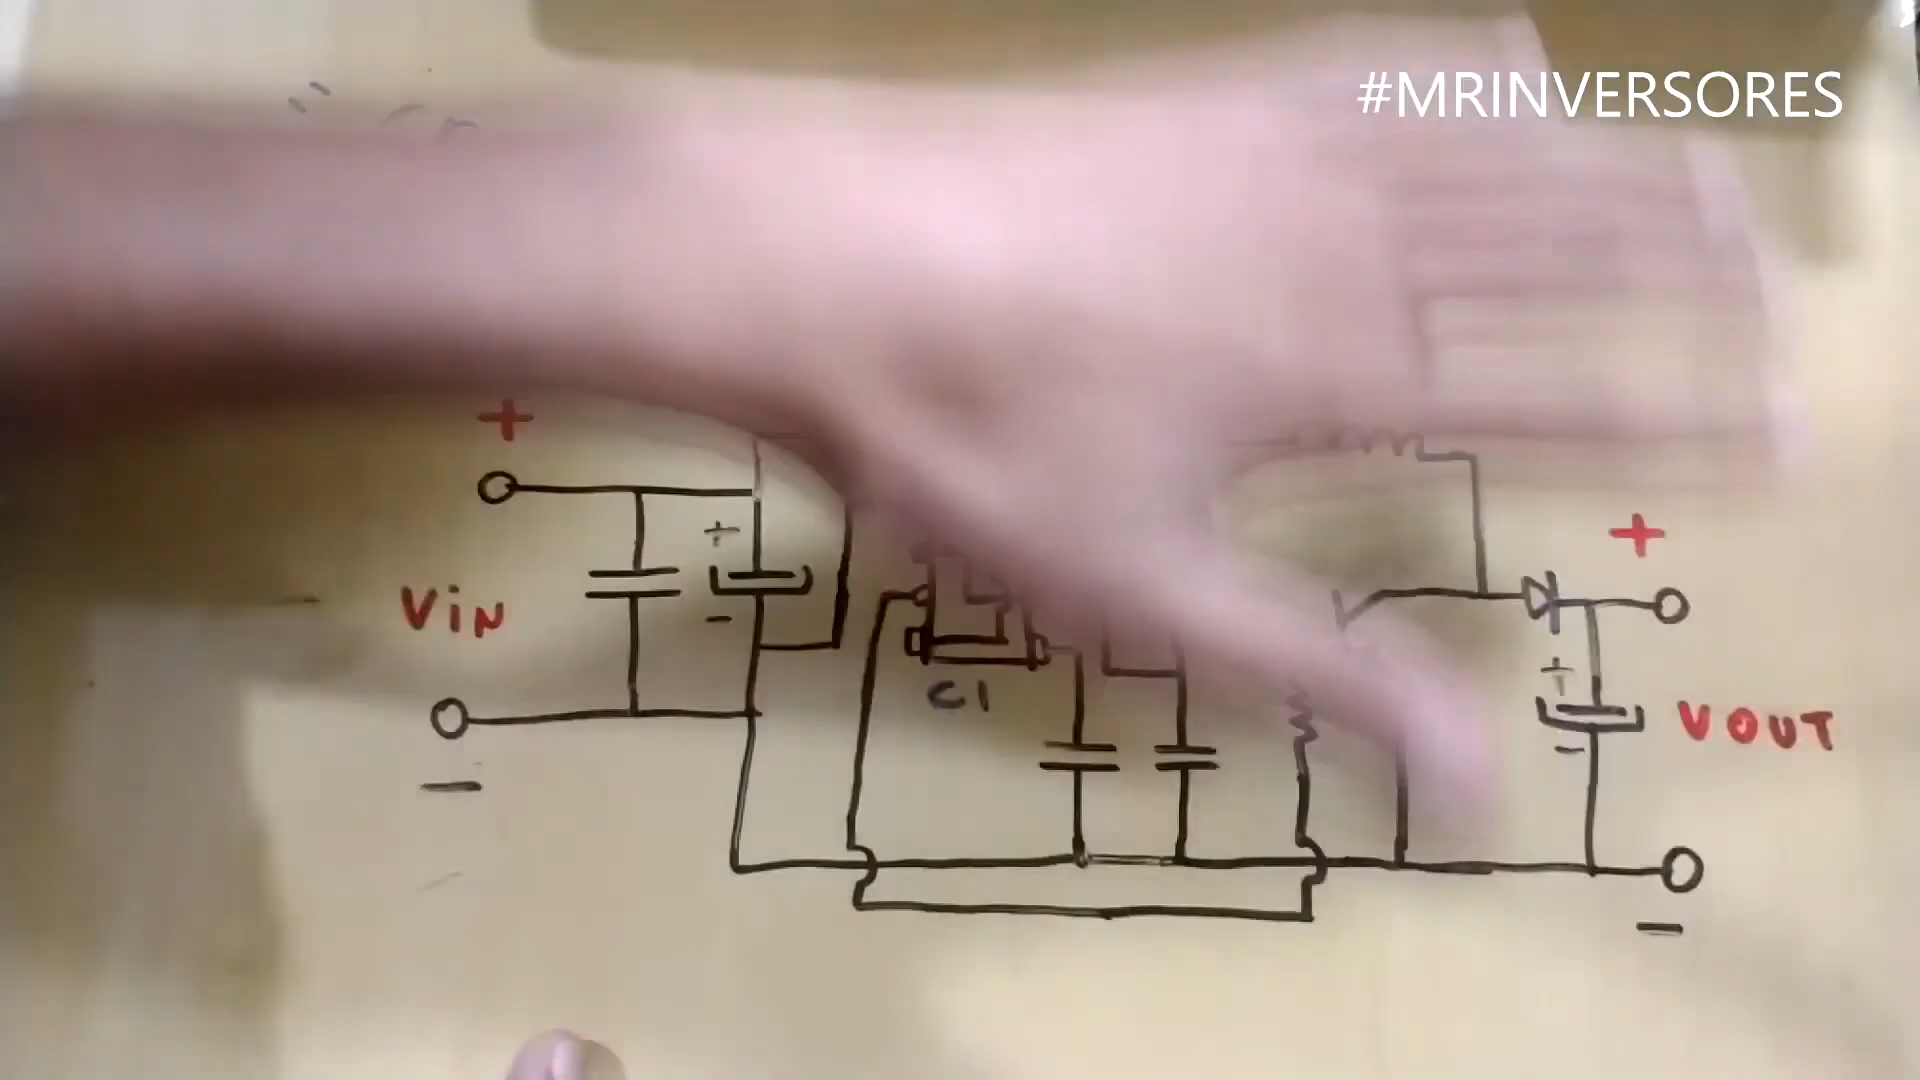 #MRINVERSORES
+
+
+
-
ViN
+
-
C1
VOUT
-
-